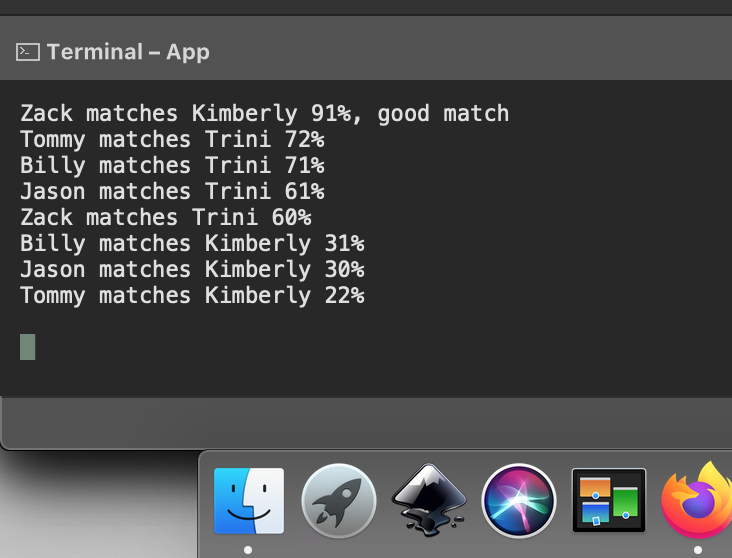 Terminal – App
Zack matches Kimberly 91%, good match
Tommy matches Trini 72%
Billy matches Trini 71%
Jason matches Trini 61%
Zack matches Trini 60%
Billy matches Kimberly 31%
Jason matches Kimberly 30%
Tommy matches Kimberly 22%